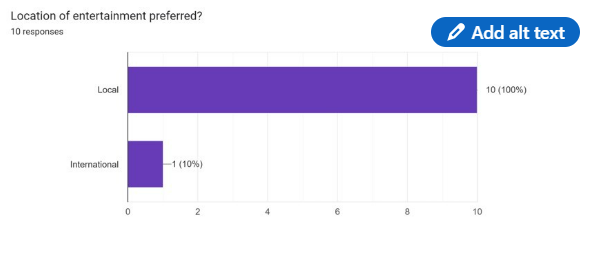 Location of entertainment preferred?
10 responses
Add alt text
Local
10 (100%)
International
1 (10%)
0 2 4 6 8 10